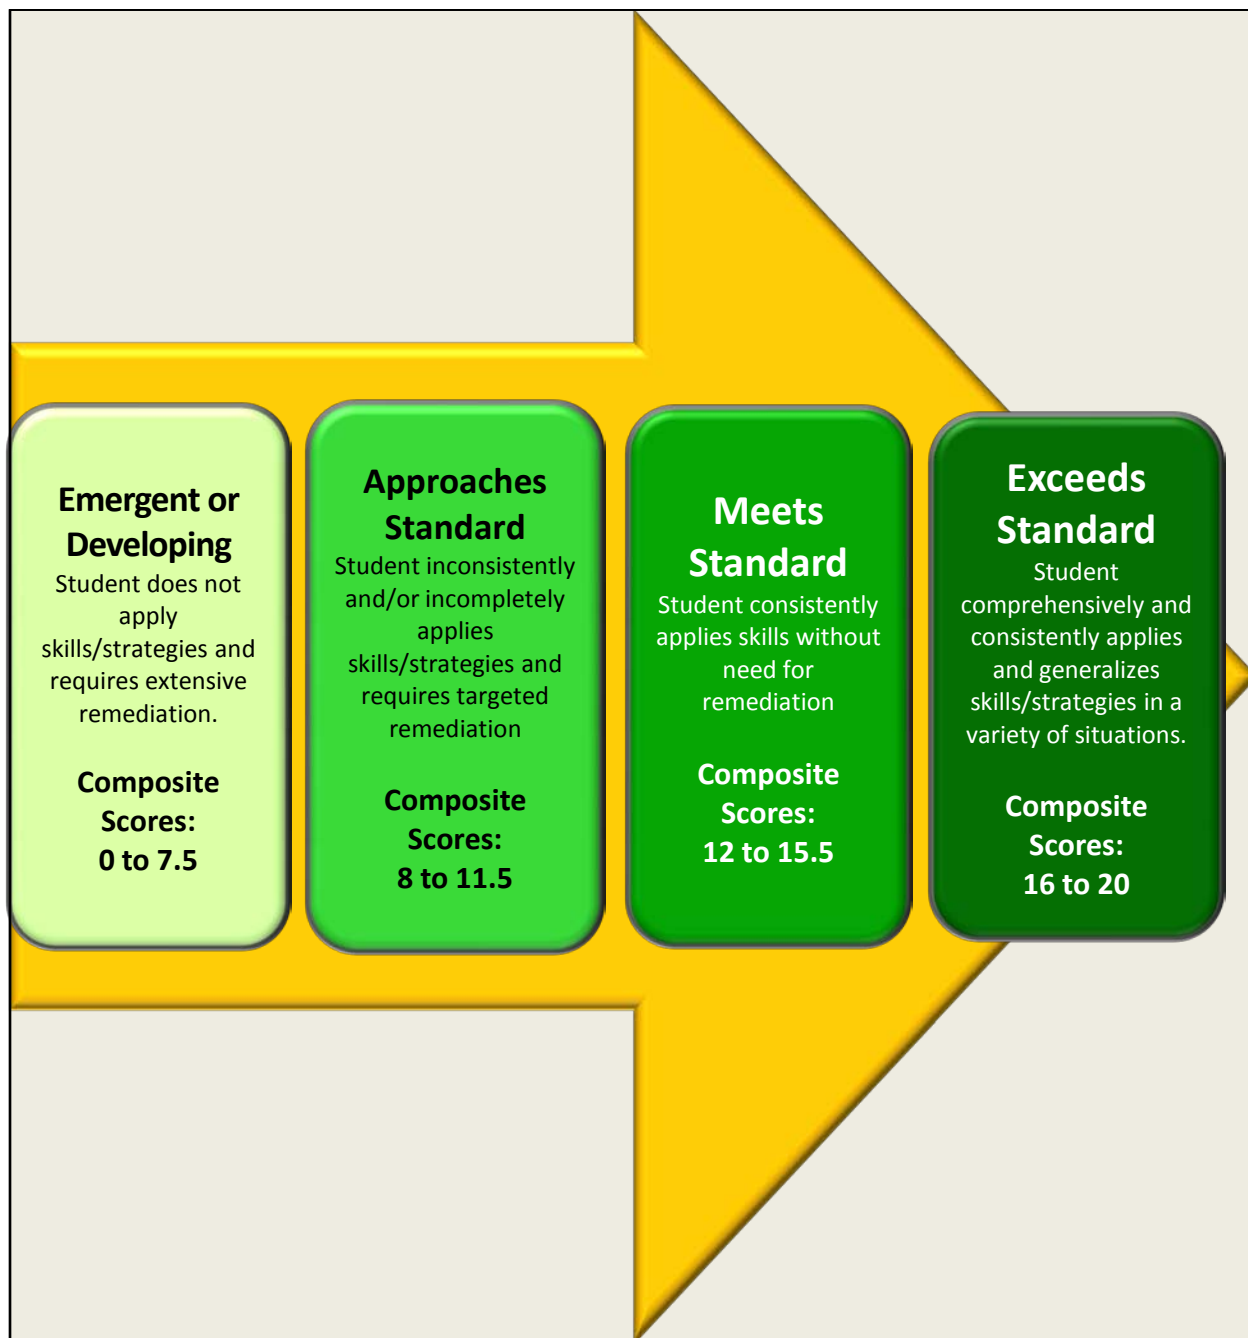 Emergent or
Developing
Student does not
apply
skills/strategies and
requires extensive
remediation.
Composite
Scores:
0 to 7.5
Approaches
Standard
Student inconsistently
and/or incompletely
applies
skills/strategies and
requires targeted
remediation
Composite
Scores:
8 to 11.5
Meets
Standard
Student consistently
applies skills without
need for
remediation
Composite
Scores:
12 to 15.5
Exceeds
Standard
Student
comprehensively and
consistently applies
and generalizes
skills/strategies in a
variety of situations.
Composite
Scores:
16 to 20